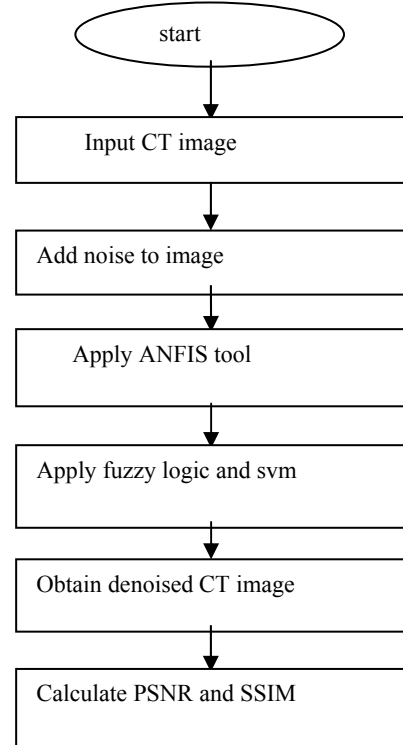 start
Input CT image
Add noise to image
Apply ANFIS tool
Apply fuzzy logic and svm
Obtain denoised CT image
Calculate PSNR and SSIM